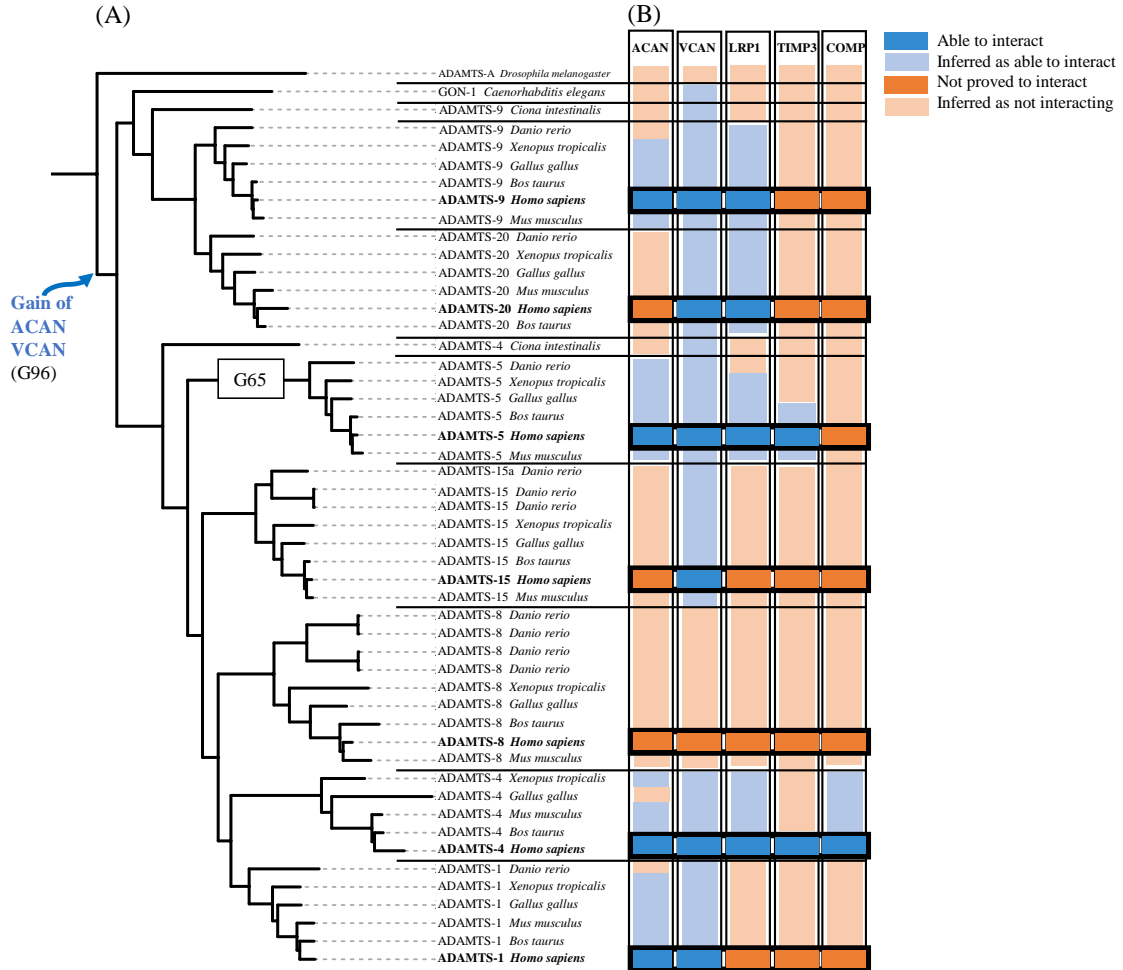 (A)
(B)
ACAN VCAN LRP1 TIMP3 COMP
Able to interact
Inferred as able to interact
Not proved to interact
Inferred as not interacting
ADAMTS-A Drosophila melanogaster
GON-1 Caenorhabditis elegans
ADAMTS-9 Ciona intestinalis
ADAMTS-9 Danio rerio
ADAMTS-9 Xenopus tropicalis
ADAMTS-9 Gallus gallus
ADAMTS-9 Bos taurus
ADAMTS-9 Homo sapiens
ADAMTS-9 Mus musculus
ADAMTS-20 Danio rerio
ADAMTS-20 Xenopus tropicalis
ADAMTS-20 Gallus gallus
ADAMTS-20 Mus musculus
ADAMTS-20 Homo sapiens
ADAMTS-20 Bos taurus
Gain of
ACAN
VCAN
(G96)
ADAMTS-4 Ciona intestinalis
ADAMTS-5 Danio rerio
G65
ADAMTS-5 Xenopus tropicalis
ADAMTS-5 Gallus gallus
ADAMTS-5 Bos taurus
ADAMTS-5 Homo sapiens
ADAMTS-5 Mus musculus
ADAMTS-15a Danio rerio
ADAMTS-15 Danio rerio
ADAMTS-15 Danio rerio
ADAMTS-15 Xenopus tropicalis
ADAMTS-15 Gallus gallus
ADAMTS-15 Bos taurus
ADAMTS-15 Homo sapiens
ADAMTS-15 Mus musculus
ADAMTS-8 Danio rerio
ADAMTS-8 Danio rerio
ADAMTS-8 Danio rerio
ADAMTS-8 Danio rerio
ADAMTS-8 Xenopus tropicalis
ADAMTS-8 Gallus gallus
ADAMTS-8 Bos taurus
ADAMTS-8 Homo sapiens
ADAMTS-8 Mus musculus
ADAMTS-4 Xenopus tropicalis
ADAMTS-4 Gallus gallus
ADAMTS-4 Mus musculus
ADAMTS-4 Bos taurus
ADAMTS-4 Homo sapiens
ADAMTS-1 Danio rerio
ADAMTS-1 Xenopus tropicalis
ADAMTS-1 Gallus gallus
ADAMTS-1 Mus musculus
ADAMTS-1 Bos taurus
ADAMTS-1 Homo sapiens